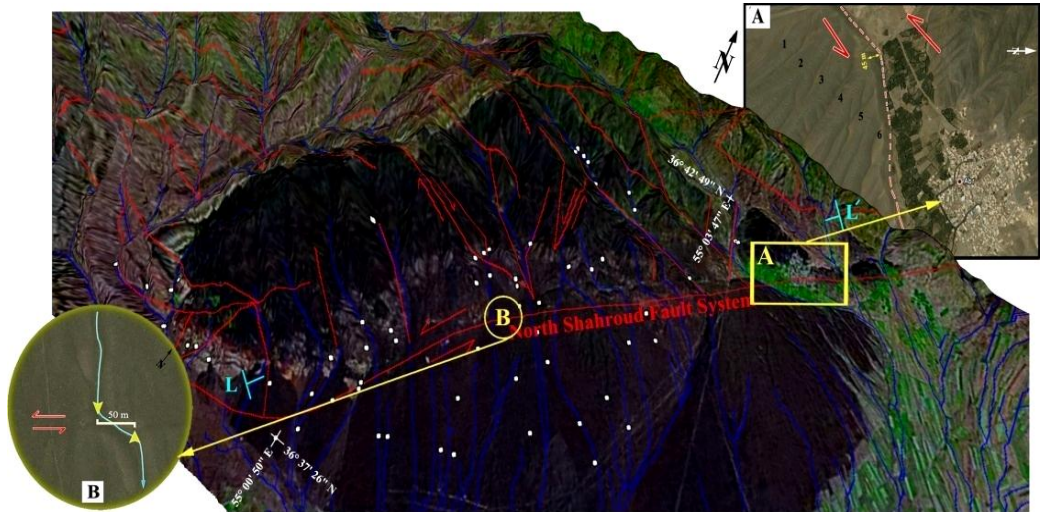 A
N
1
2
3
4
5
6
45 m
N
36° 42' 49'' N
55° 03' 47'' E
L'
A
B
North Shahroud Fault System
L
N
50 m
B
55° 00' 50'' E
36° 37' 26'' N